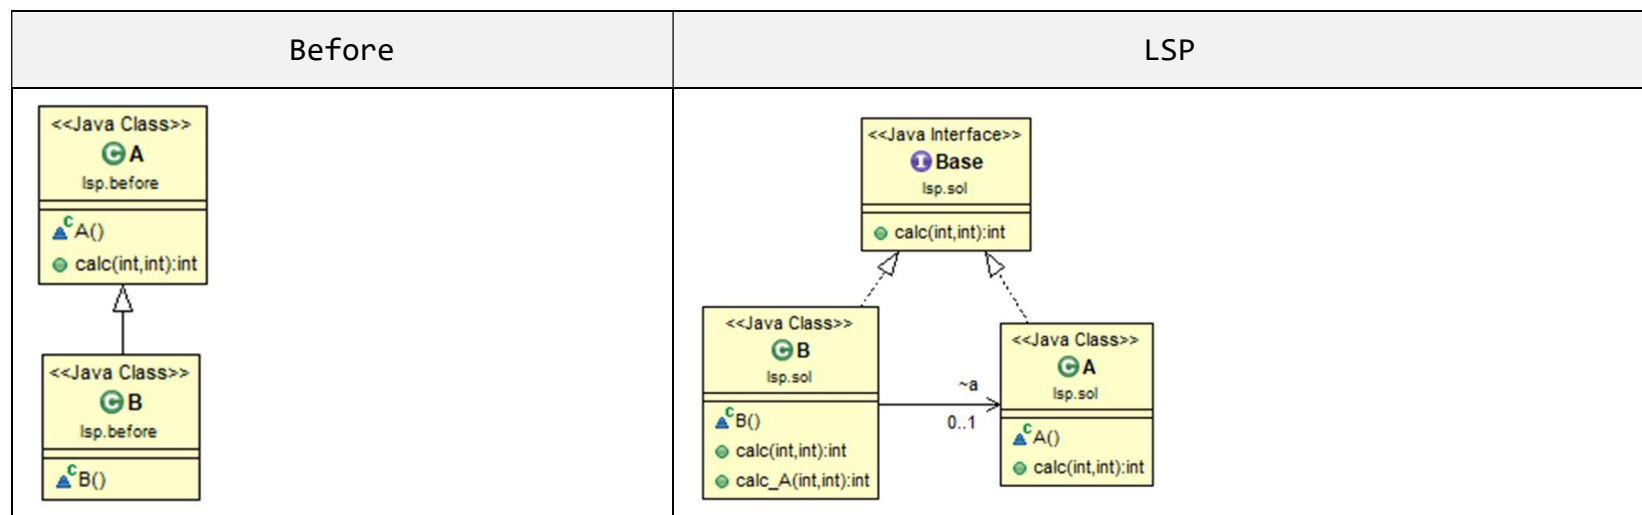 Before
LSP
<<Java Class>>
C A
lsp.before
C A()
calc(int,int):int
<<Java Class>>
C B
lsp.before
C B()
<<Java Interface>>
I Base
lsp.sol
calc(int,int):int
<<Java Class>>
C B
lsp.sol
C B()
calc(int,int):int
calc_A(int,int):int
~a
0..1
<<Java Class>>
C A
lsp.sol
C A()
calc(int,int):int